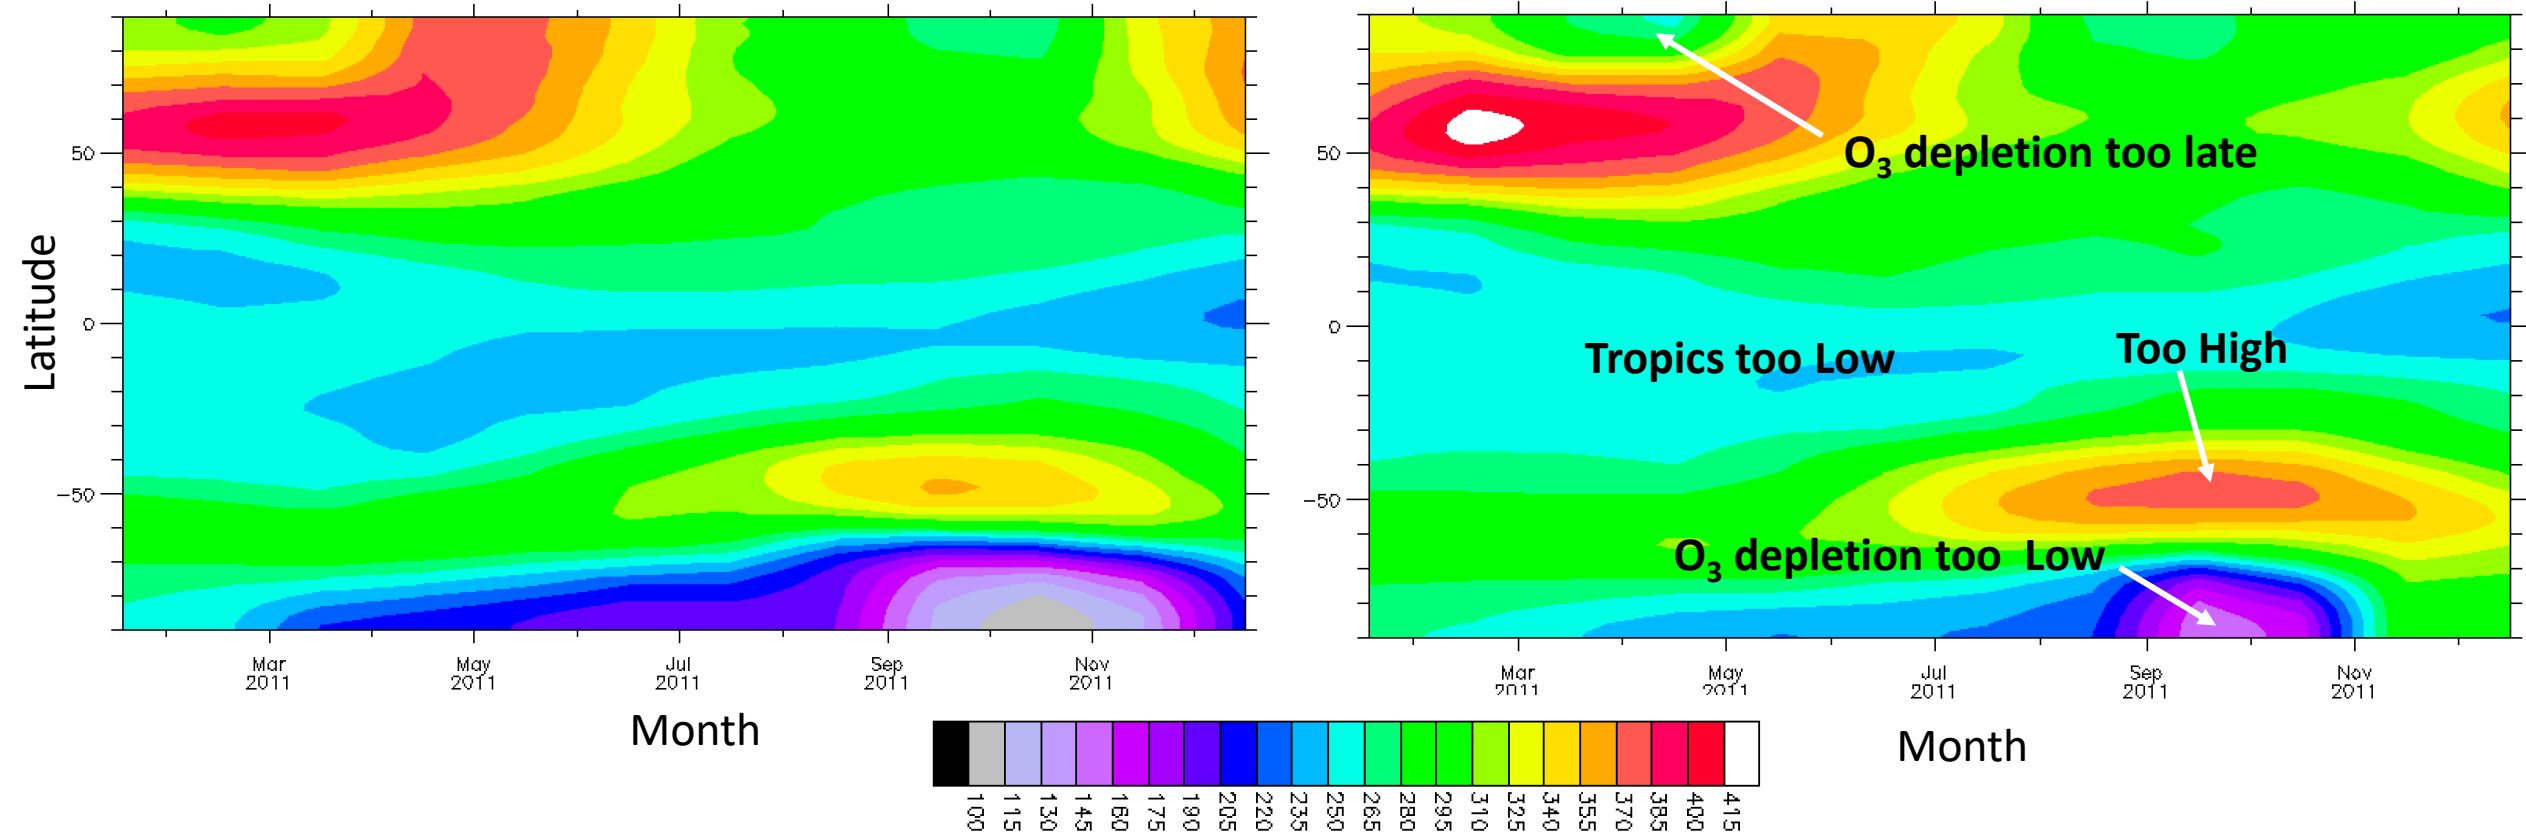 Latitude
50
0
-50
Mar
2011
May
2011
Jul
2011
Sep
2011
Nov
2011
Month
50
0
-50
O3 depletion too late
Tropics too Low
Too High
O3 depletion too Low
Mar
2011
May
2011
Jul
2011
Sep
2011
Nov
2011
Month
100 115 130 145 160 175 190 205 220 235 250 265 280 295 310 325 340 355 370 385 400 415